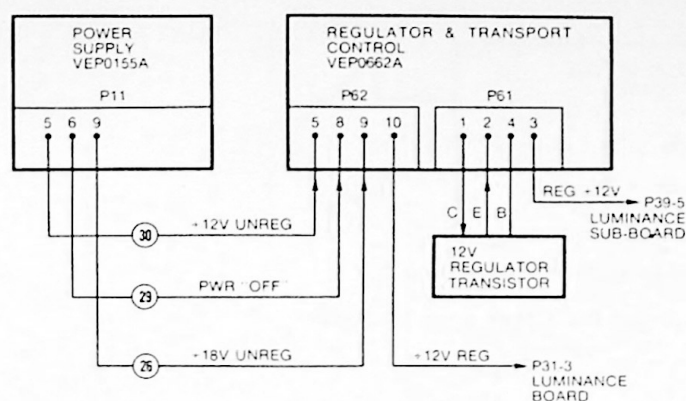 POWER
SUPPLY
VEP0155A
P11
5 6 9
REGULATOR & TRANSPORT
CONTROL
VEP0662A
P62
5 8 9 10
P61
1 2 4 3
REG +12V
P39-5
LUMINANCE
SUB-BOARD
C E B
12V
REGULATOR
TRANSISTOR
30
+12V UNREG
29
PWR "OFF"
26
+18V UNREG
+12V REG
P31-3
LUMINANCE
BOARD